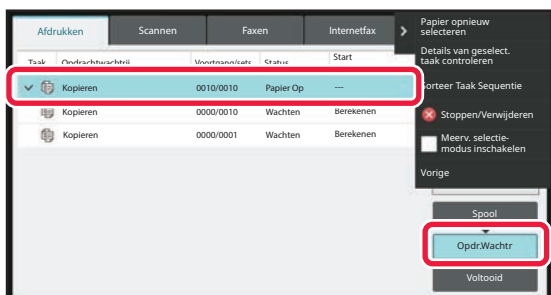 Afdrukken Scannen Faxen Internetfax
Taak Opdrachtwachtrij Voortgang/sets Status Start
Kopieren 0010/0010 Papier Op ---
Kopieren 0000/0010 Wachten Berekenen
Kopieren 0000/0001 Wachten Berekenen
Papier opnieuw
selecteren
Details van geselect.
taak controleren
Sorteer Taak Sequentie
Stoppen/Verwijderen
Meerv. selectie-
modus inschakelen
Vorige
Spool
Opdr.Wachtr
Voltooid